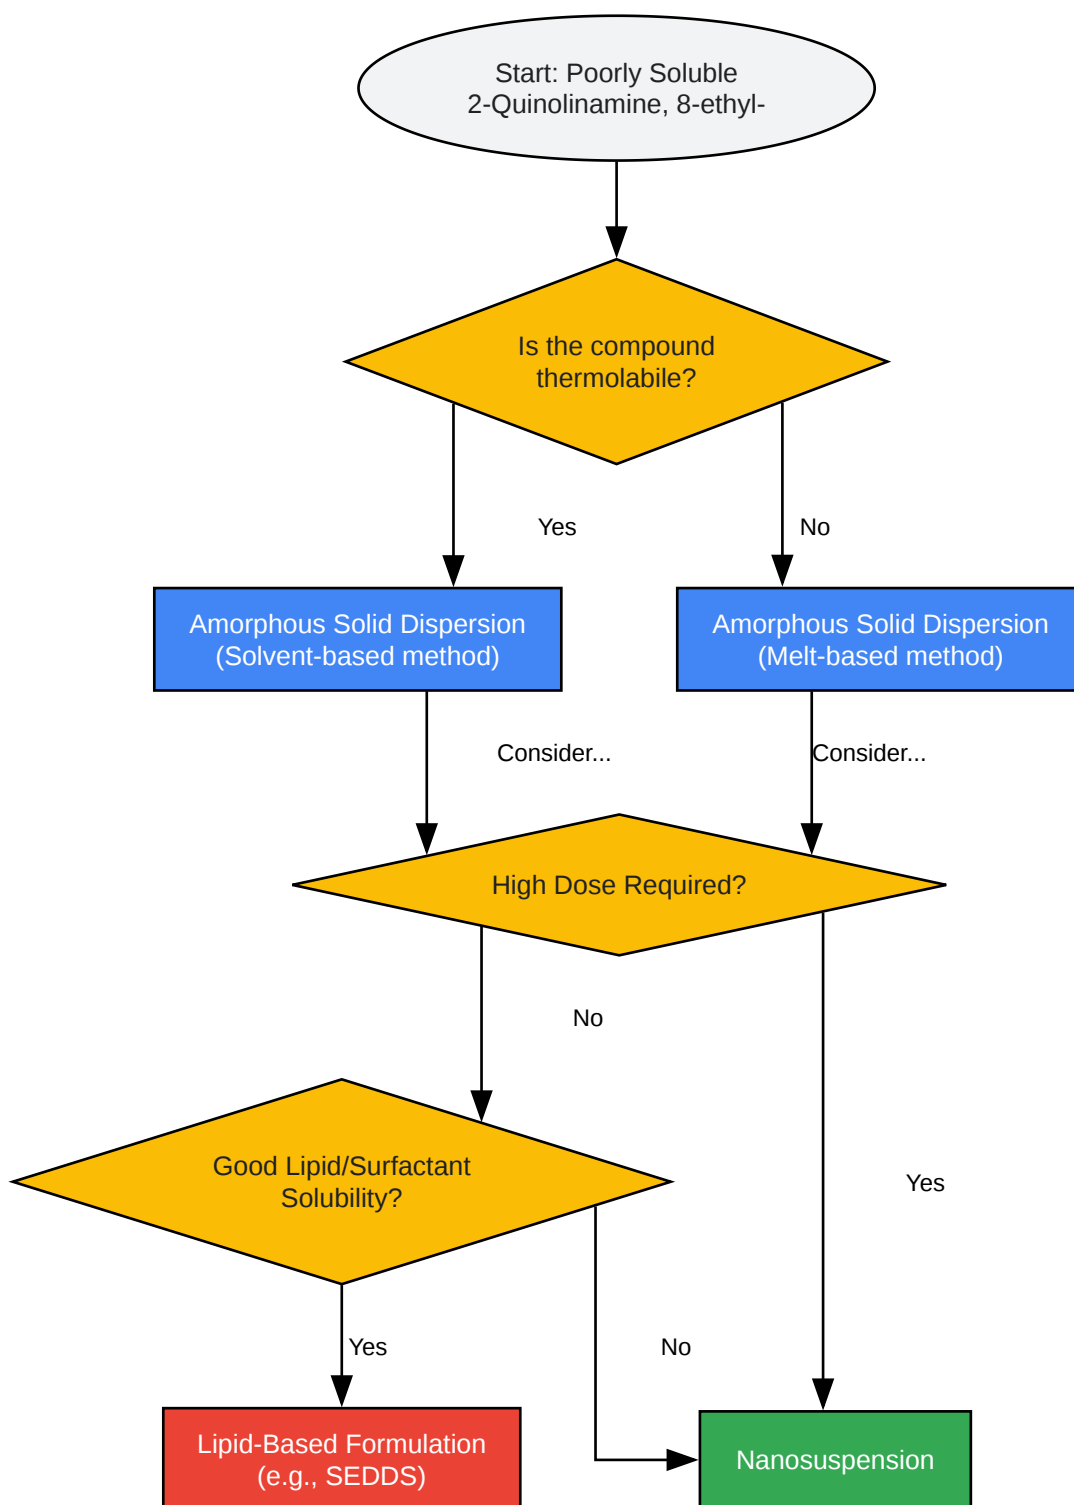 Start: Poorly Soluble
2-Quinolinamine, 8-ethyl-
Is the compound
thermolabile?
Yes
No
Amorphous Solid Dispersion
(Solvent-based method)
Amorphous Solid Dispersion
(Melt-based method)
Consider...
Consider...
High Dose Required?
No
Good Lipid/Surfactant
Solubility?
Yes
Yes
No
Lipid-Based Formulation
(e.g., SEDDS)
Nanosuspension